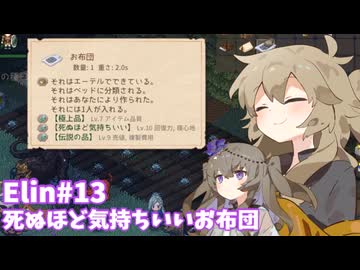 お布団
数量: 1 重さ: 2.0s
それはエーテルでできている。
それはベッドに分類される。
それはあなたにより作られた。
それには1人が入れる。
【極上品】 Lv.7 アイテム品質
【死ぬほど気持ちいい】 Lv.10 回復力, 寝心地
【伝説の品】 Lv.9 売値, 複製費用
Elin#13
死ぬほど気持ちいいお布団